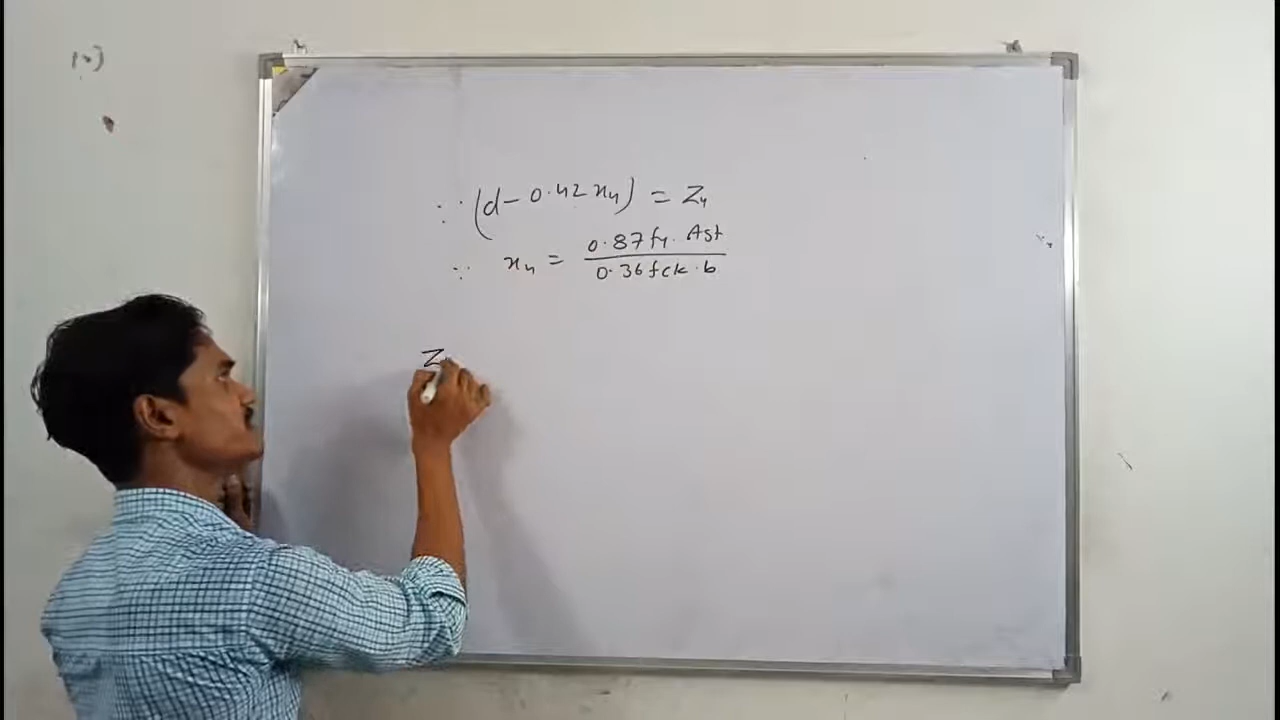 ∵ (d - 0.42 xu) = Zu
∵ xu = 0.87 fy. Ast / 0.36 fck . b
Z